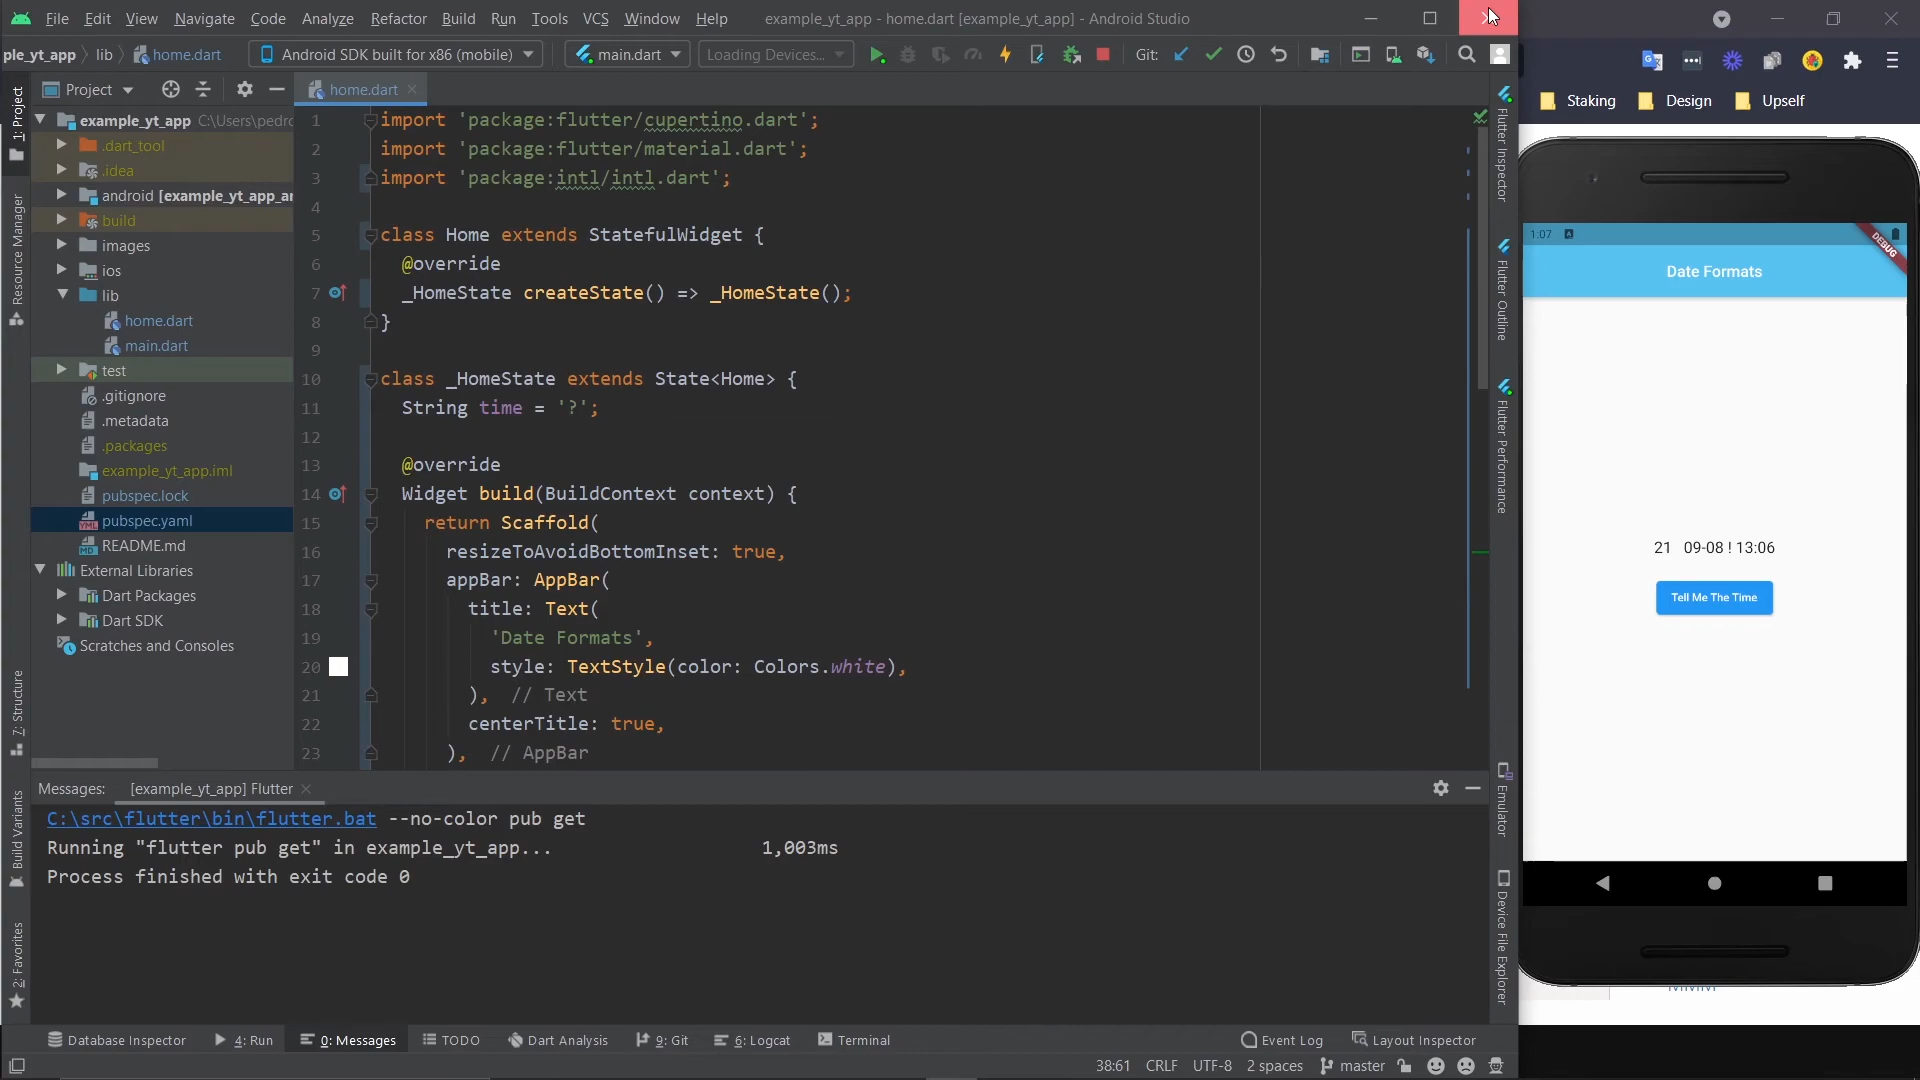 File Edit View Navigate Code Analyze Refactor Build Run Tools VCS Window Help example_yt_app - home.dart [example_yt_app] - Android Studio
ple_yt_app lib home.dart Android SDK built for x86 (mobile) main.dart Loading Devices... Git:
Project home.dart
1: Project
Resource Manager
7: Structure
Build Variants
2: Favorites
example_yt_app C:\Users\pedro
.dart_tool
.idea
android [example_yt_app_an
build
images
ios
lib
home.dart
main.dart
test
.gitignore
.metadata
.packages
example_yt_app.iml
pubspec.lock
pubspec.yaml
README.md
External Libraries
Dart Packages
Dart SDK
Scratches and Consoles
1 import 'package:flutter/cupertino.dart';
2 import 'package:flutter/material.dart';
3 import 'package:intl/intl.dart';
4
5 class Home extends StatefulWidget {
6 @override
7 _HomeState createState() => _HomeState();
8 }
9
10 class _HomeState extends State<Home> {
11 String time = '?';
12
13 @override
14 Widget build(BuildContext context) {
15 return Scaffold(
16 resizeToAvoidBottomInset: true,
17 appBar: AppBar(
18 title: Text(
19 'Date Formats',
20 style: TextStyle(color: Colors.white),
21 ), // Text
22 centerTitle: true,
23 ), // AppBar
Flutter Inspector
Flutter Outline
Flutter Performance
Emulator
Device File Explorer
Messages: [example_yt_app] Flutter
C:\src\flutter\bin\flutter.bat --no-color pub get
Running "flutter pub get" in example_yt_app... 1,003ms
Process finished with exit code 0
Database Inspector 4: Run 0: Messages TODO Dart Analysis 9: Git 6: Logcat Terminal Event Log Layout Inspector
38:61 CRLF UTF-8 2 spaces master
Staking Design Upself
1:07
DEBUG
Date Formats
21 09-08 ! 13:06
Tell Me The Time